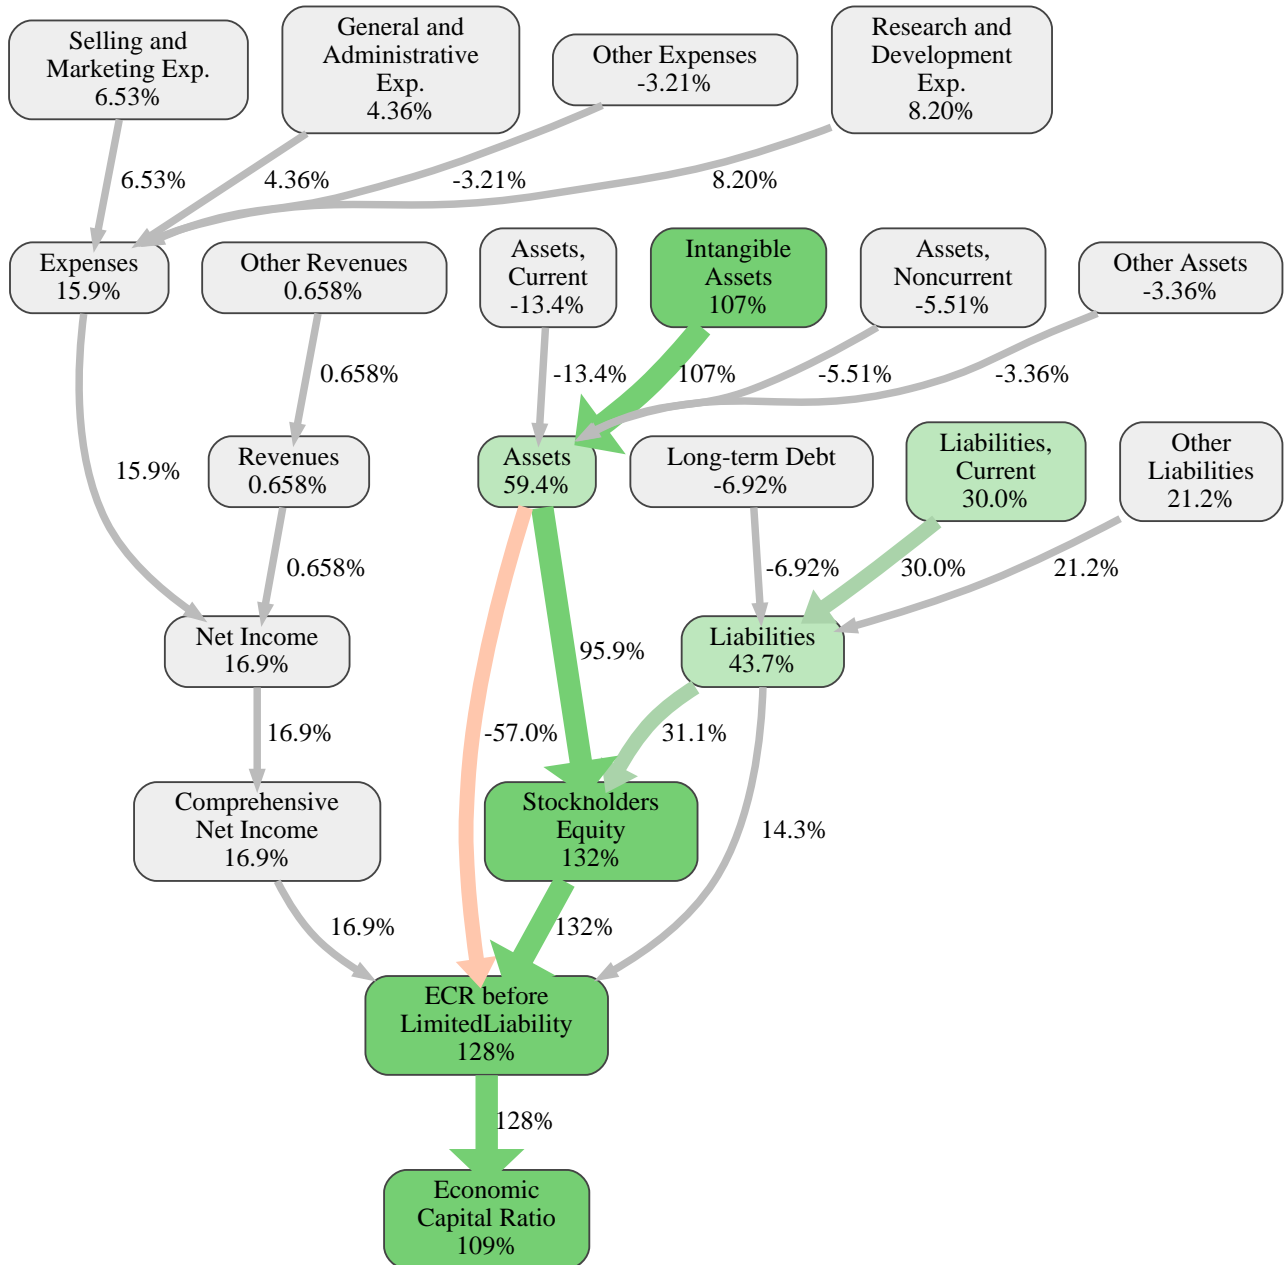 Selling and
Marketing Exp.
6.53%
General and
Administrative
Exp.
4.36%
Other Expenses
-3.21%
Research and
Development
Exp.
8.20%
6.53%
4.36%
-3.21%
8.20%
Expenses
15.9%
Other Revenues
0.658%
Assets,
Current
-13.4%
Intangible
Assets
107%
Assets,
Noncurrent
-5.51%
Other Assets
-3.36%
0.658%
-13.4%
107%
-5.51%
-3.36%
15.9%
Revenues
0.658%
Assets
59.4%
Long-term Debt
-6.92%
Liabilities,
Current
30.0%
Other
Liabilities
21.2%
0.658%
-6.92%
30.0%
21.2%
Net Income
16.9%
95.9%
Liabilities
43.7%
16.9%
-57.0%
31.1%
Comprehensive
Net Income
16.9%
Stockholders
Equity
132%
14.3%
16.9%
132%
ECR before
LimitedLiability
128%
128%
Economic
Capital Ratio
109%